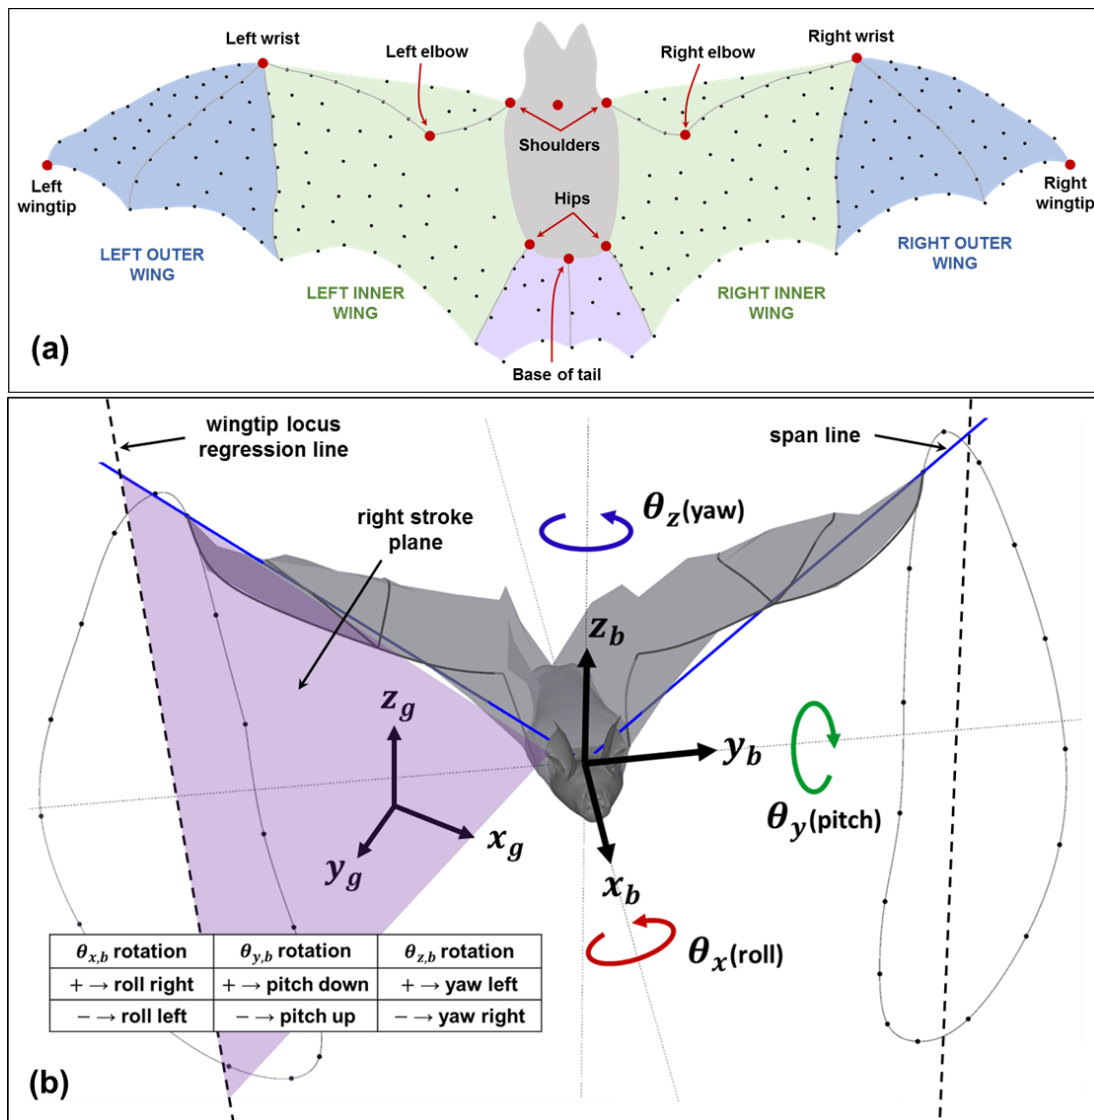 Left wrist
Left elbow
Right elbow
Right wrist
Shoulders
Left
wingtip
Hips
Right
wingtip
LEFT OUTER
WING
LEFT INNER
WING
RIGHT INNER
WING
RIGHT OUTER
WING
(a)
Base of tail
wingtip locus
regression line
span line
right stroke
plane
θz(yaw)
zb
zg
yb
xg
yg
θy(pitch)
xb
θx(roll)
θx,b rotation θy,b rotation θz,b rotation
+ → roll right + → pitch down + → yaw left
− → roll left − → pitch up − → yaw right
(b)